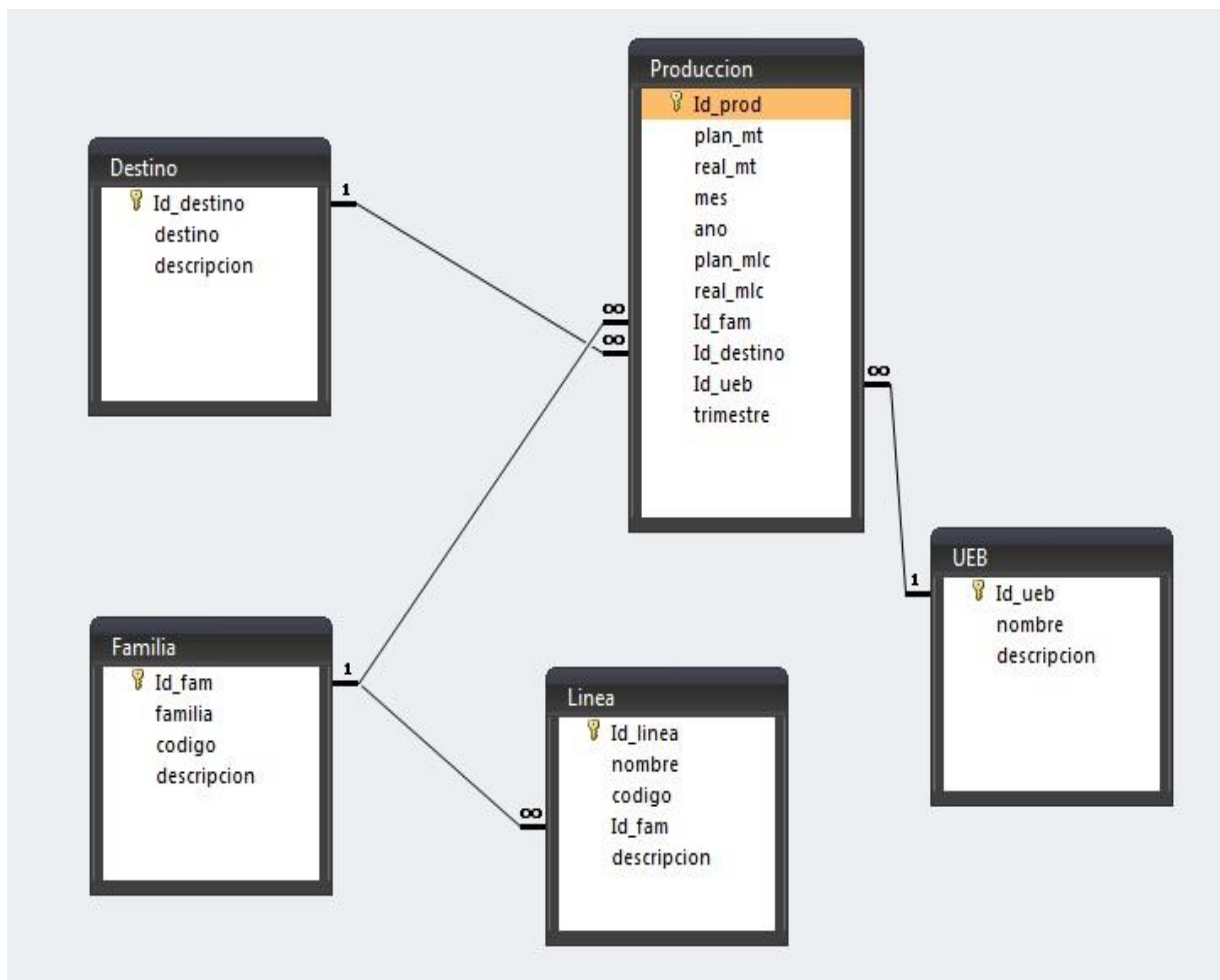 Produccion
Id_prod
plan_mt
real_mt
mes
ano
plan_mlc
real_mlc
Id_fam
Id_destino
Id_ueb
trimestre
Destino
Id_destino
destino
descripcion
1
∞
∞
∞
1
UEB
Id_ueb
nombre
descripcion
Familia
Id_fam
familia
codigo
descripcion
1
∞
Linea
Id_linea
nombre
codigo
Id_fam
descripcion